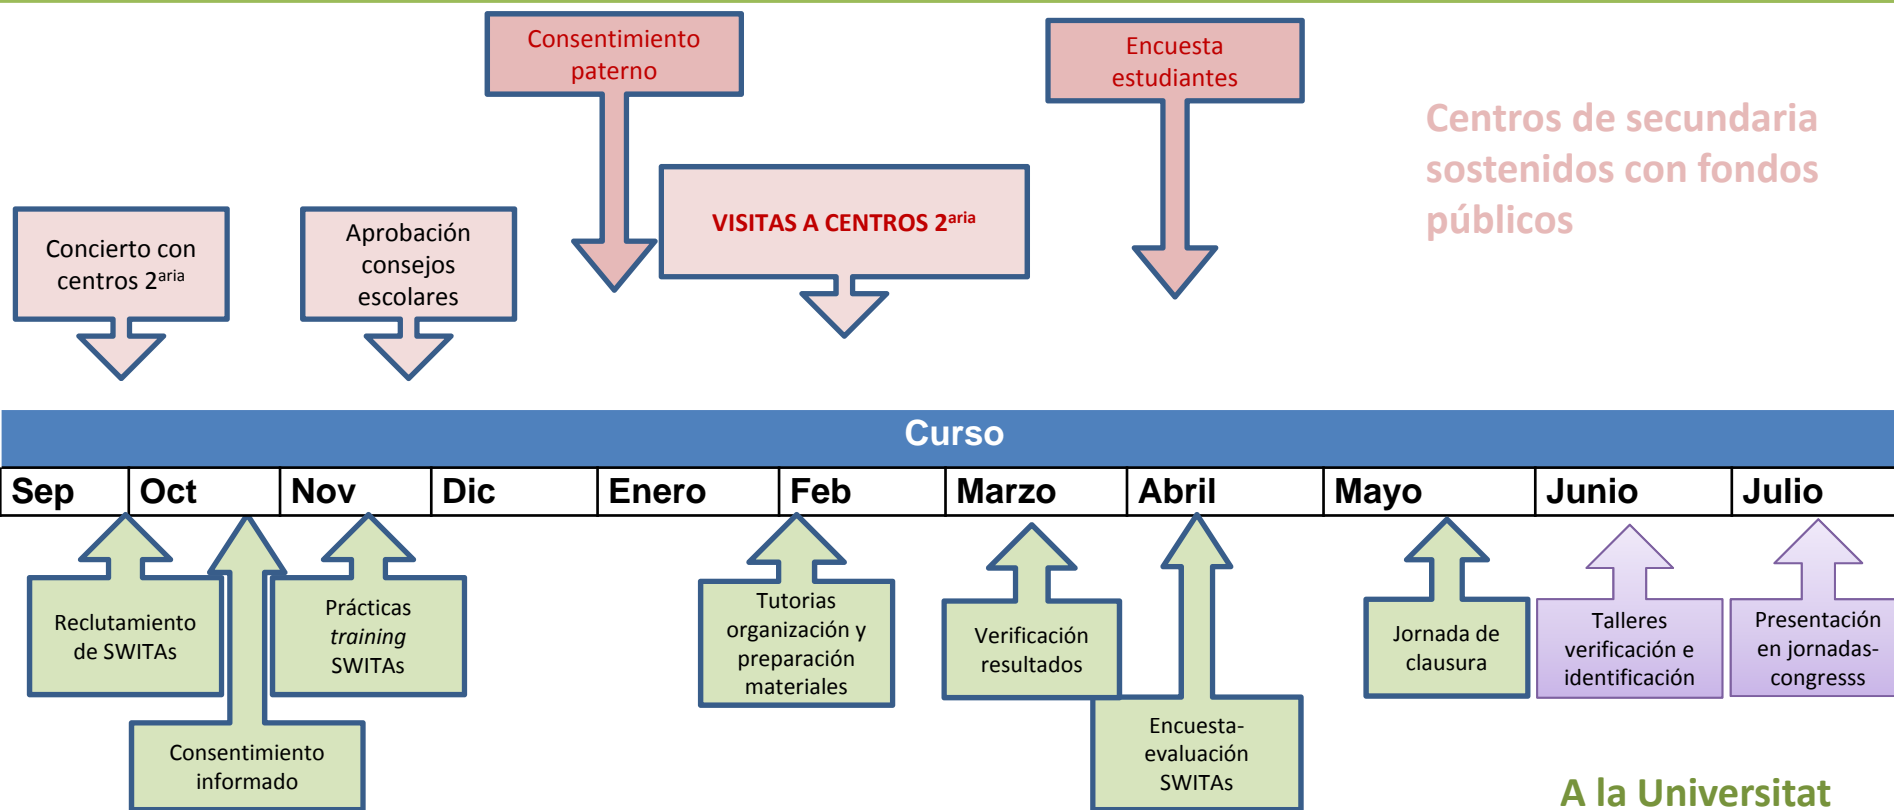 Consentimiento
paterno
Encuesta
estudiantes
Centros de secundaria
sostenidos con fondos
públicos
VISITAS A CENTROS 2aria
Concierto con
centros 2aria
Aprobación
consejos
escolares
Curso
Sep Oct Nov Dic Enero Feb Marzo Abril Mayo Junio Julio
Reclutamiento
de SWITAs
Prácticas
training
SWITAs
Tutorias
organización y
preparación
materiales
Verificación
resultados
Jornada de
clausura
Talleres
verificación e
identificación
Presentación
en jornadas-
congresss
Consentimiento
informado
Encuesta-
evaluación
SWITAs
A la Universitat